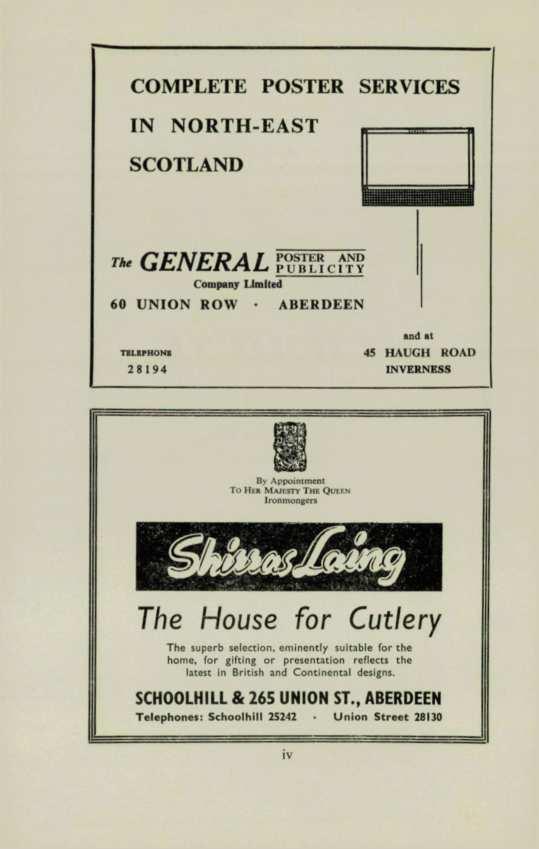 COMPLETE POSTER SERVICES
IN NORTH-EAST
SCOTLAND
The GENERAL POSTER AND PUBLICITY
Company Limited
60 UNION ROW · ABERDEEN
TELEPHONE
28194
and at
45 HAUGH ROAD
INVERNESS
By Appointment
To Her Majesty The Queen
Ironmongers
Shirras Laing
The House for Cutlery
The superb selection, eminently suitable for the
home, for gifting or presentation reflects the
latest in British and Continental designs.
SCHOOLHILL & 265 UNION ST., ABERDEEN
Telephones: Schoolhill 25242 · Union Street 28130
iv